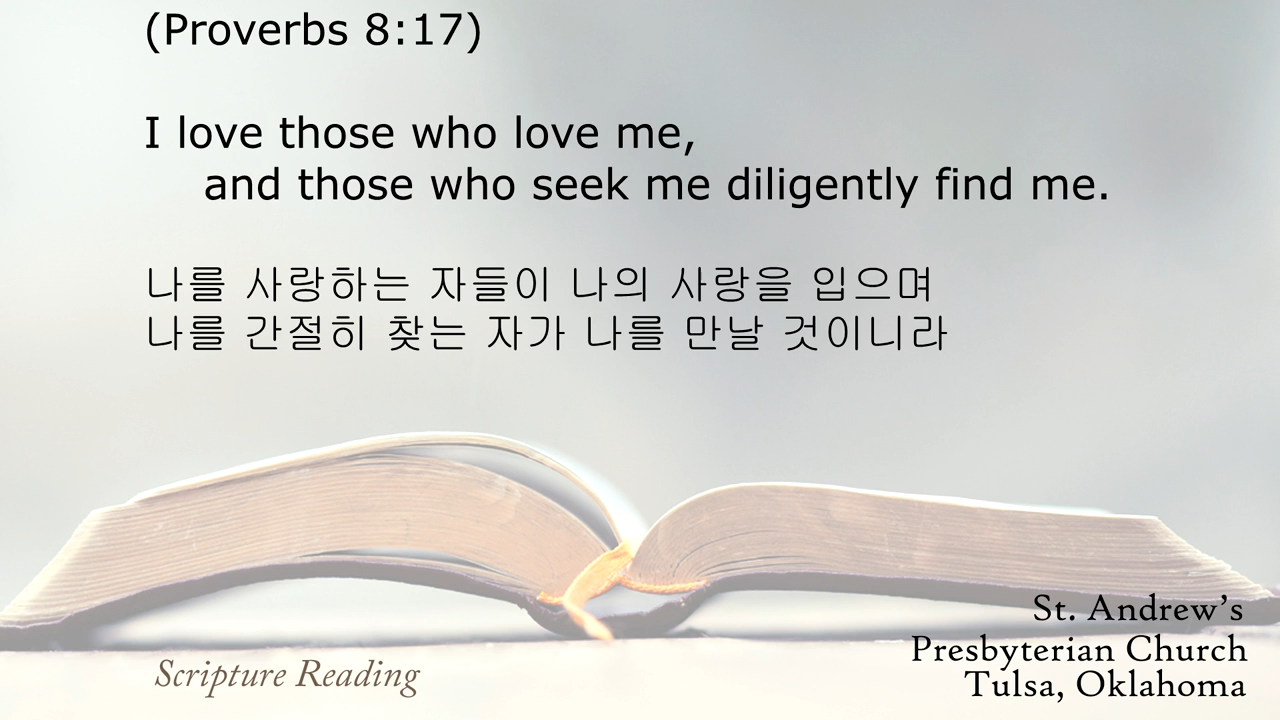 (Proverbs 8:17)
I love those who love me,
and those who seek me diligently find me.
나를 사랑하는 자들이 나의 사랑을 입으며
나를 간절히 찾는 자가 나를 만날 것이니라
Scripture Reading
St. Andrew’s
Presbyterian Church
Tulsa, Oklahoma